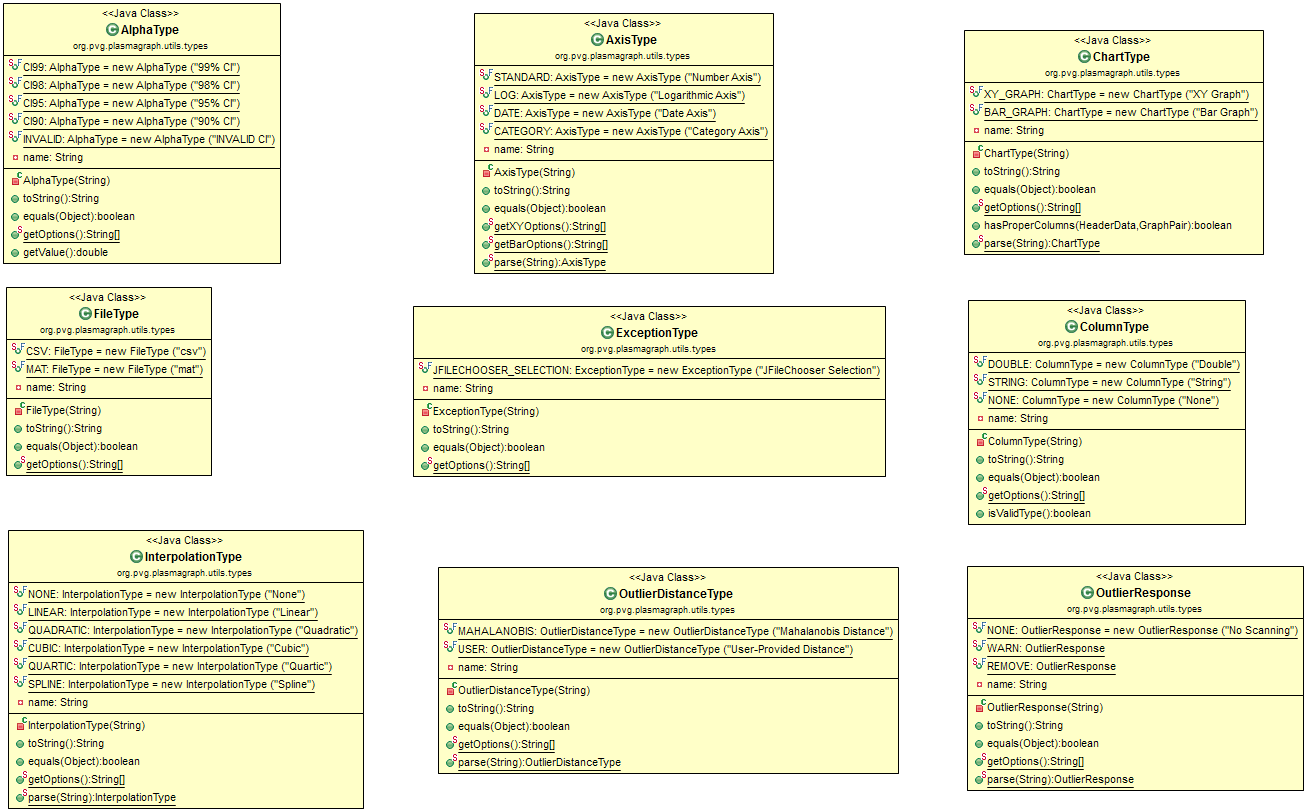 <<Java Class>>
AlphaType
org.pvg.plasmagraph.utils.types
CI99: AlphaType = new AlphaType ("99% CI")
CI98: AlphaType = new AlphaType ("98% CI")
CI95: AlphaType = new AlphaType ("95% CI")
CI90: AlphaType = new AlphaType ("90% CI")
INVALID: AlphaType = new AlphaType ("INVALID CI")
name: String
AlphaType(String)
toString():String
equals(Object):boolean
getOptions():String[]
getValue():double
<<Java Class>>
AxisType
org.pvg.plasmagraph.utils.types
STANDARD: AxisType = new AxisType ("Number Axis")
LOG: AxisType = new AxisType ("Logarithmic Axis")
DATE: AxisType = new AxisType ("Date Axis")
CATEGORY: AxisType = new AxisType ("Category Axis")
name: String
AxisType(String)
toString():String
equals(Object):boolean
getXYOptions():String[]
getBarOptions():String[]
parse(String):AxisType
<<Java Class>>
ChartType
org.pvg.plasmagraph.utils.types
XY_GRAPH: ChartType = new ChartType ("XY Graph")
BAR_GRAPH: ChartType = new ChartType ("Bar Graph")
name: String
ChartType(String)
toString():String
equals(Object):boolean
getOptions():String[]
hasProperColumns(HeaderData,GraphPair):boolean
parse(String):ChartType
<<Java Class>>
FileType
org.pvg.plasmagraph.utils.types
CSV: FileType = new FileType ("csv")
MAT: FileType = new FileType ("mat")
name: String
FileType(String)
toString():String
equals(Object):boolean
getOptions():String[]
<<Java Class>>
ExceptionType
org.pvg.plasmagraph.utils.types
JFILECHOOSER_SELECTION: ExceptionType = new ExceptionType ("JFileChooser Selection")
name: String
ExceptionType(String)
toString():String
equals(Object):boolean
getOptions():String[]
<<Java Class>>
ColumnType
org.pvg.plasmagraph.utils.types
DOUBLE: ColumnType = new ColumnType ("Double")
STRING: ColumnType = new ColumnType ("String")
NONE: ColumnType = new ColumnType ("None")
name: String
ColumnType(String)
toString():String
equals(Object):boolean
getOptions():String[]
isValidType():boolean
<<Java Class>>
InterpolationType
org.pvg.plasmagraph.utils.types
NONE: InterpolationType = new InterpolationType ("None")
LINEAR: InterpolationType = new InterpolationType ("Linear")
QUADRATIC: InterpolationType = new InterpolationType ("Quadratic")
CUBIC: InterpolationType = new InterpolationType ("Cubic")
QUARTIC: InterpolationType = new InterpolationType ("Quartic")
SPLINE: InterpolationType = new InterpolationType ("Spline")
name: String
InterpolationType(String)
toString():String
equals(Object):boolean
getOptions():String[]
parse(String):InterpolationType
<<Java Class>>
OutlierDistanceType
org.pvg.plasmagraph.utils.types
MAHALANOBIS: OutlierDistanceType = new OutlierDistanceType ("Mahalanobis Distance")
USER: OutlierDistanceType = new OutlierDistanceType ("User-Provided Distance")
name: String
OutlierDistanceType(String)
toString():String
equals(Object):boolean
getOptions():String[]
parse(String):OutlierDistanceType
<<Java Class>>
OutlierResponse
org.pvg.plasmagraph.utils.types
NONE: OutlierResponse = new OutlierResponse ("No Scanning")
WARN: OutlierResponse
REMOVE: OutlierResponse
name: String
OutlierResponse(String)
toString():String
equals(Object):boolean
getOptions():String[]
parse(String):OutlierResponse